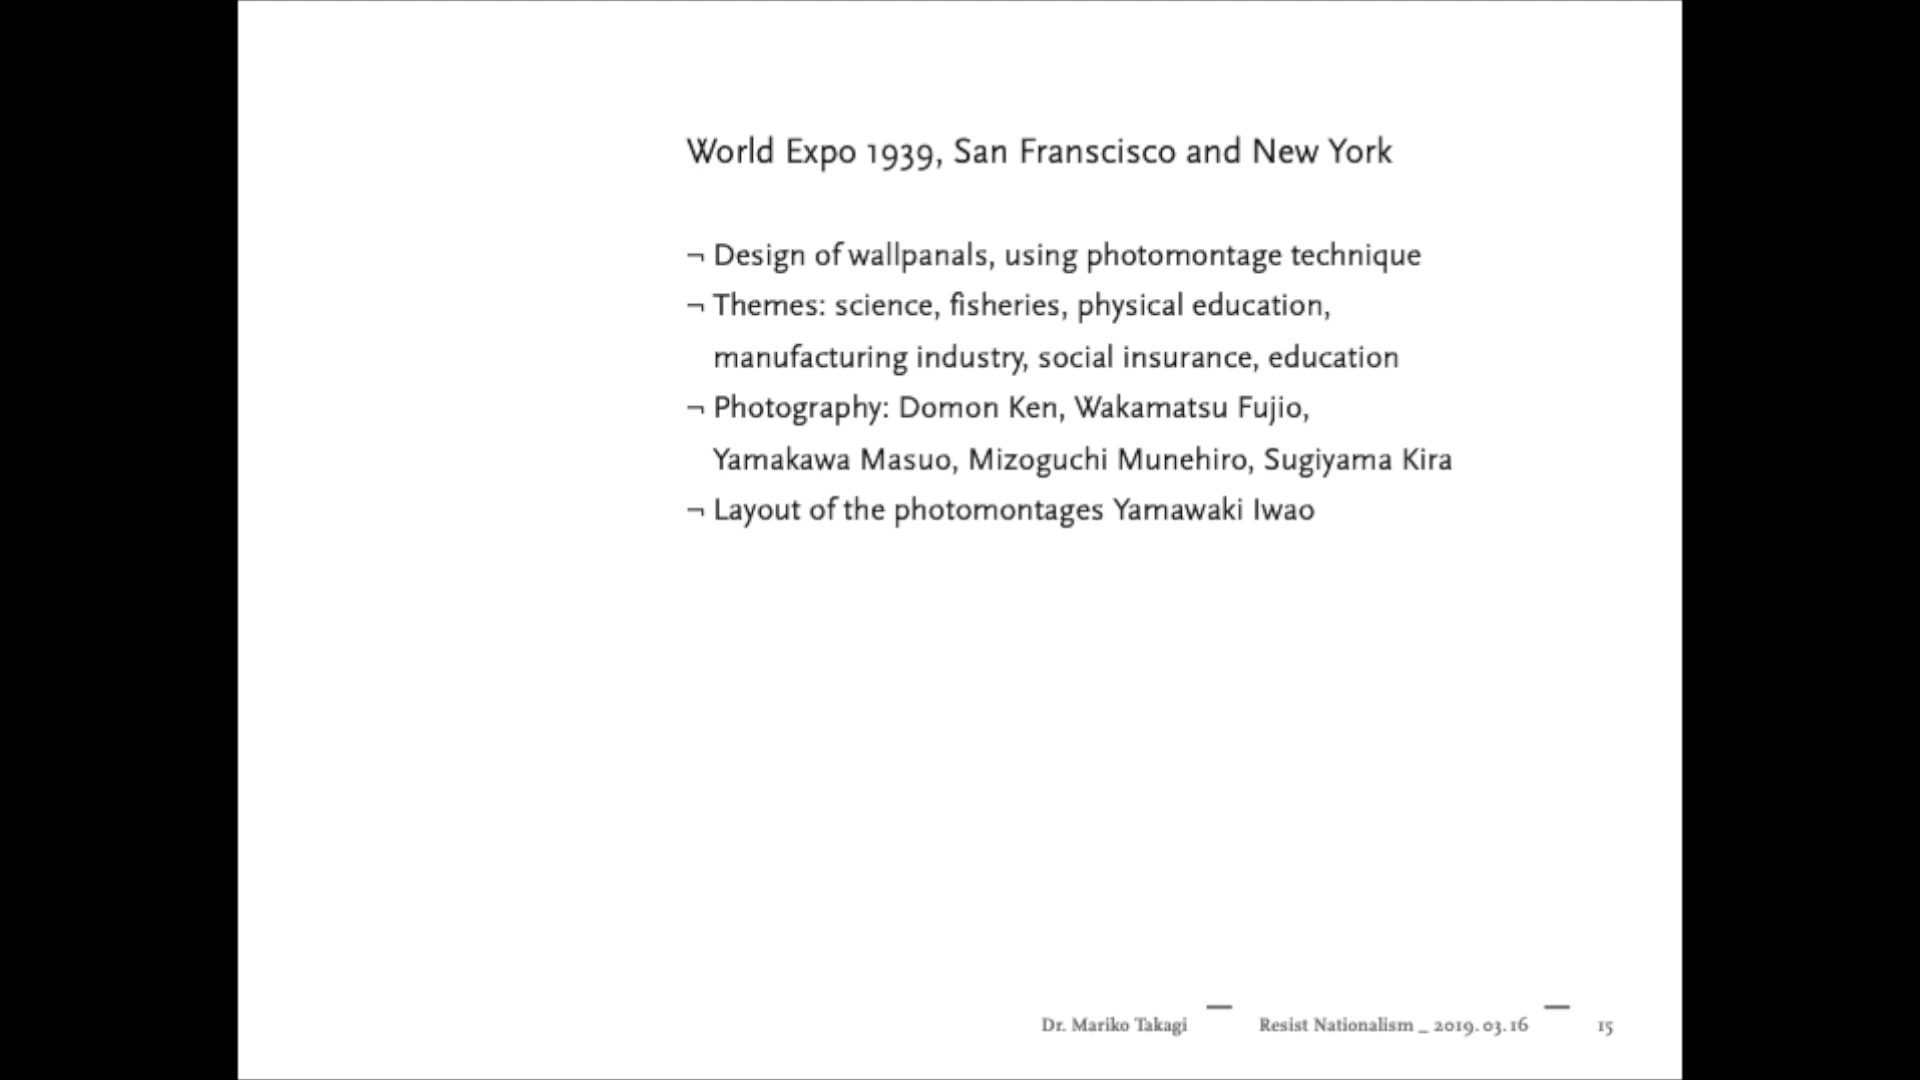 World Expo 1939, San Franscisco and New York
¬ Design of wallpanals, using photomontage technique
¬ Themes: science, fisheries, physical education,
manufacturing industry, social insurance, education
¬ Photography: Domon Ken, Wakamatsu Fujio,
Yamakawa Masuo, Mizoguchi Munehiro, Sugiyama Kira
¬ Layout of the photomontages Yamawaki Iwao
Dr. Mariko Takagi — Resist Nationalism _ 2019.03.16 — 15